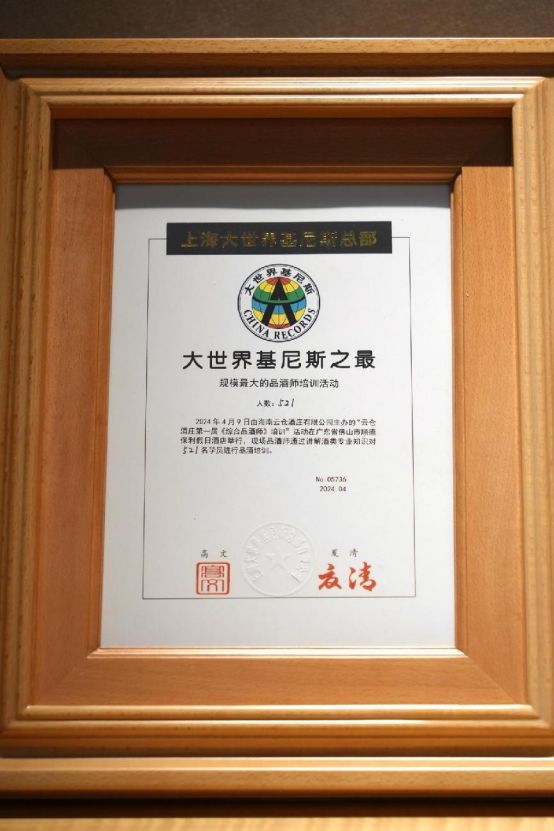 上海大世界基尼斯总部
大世界基尼斯
CHINA RECORDS
大世界基尼斯之最
规模最大的品酒师培训活动
人数：521
2024年4月9日由海南云仓酒庄有限公司主办的“云仓
酒庄第一届《综合品酒师》培训”活动在广东省佛山市顺德
保利假日酒店举行，现场品酒师通过讲解酒类专业知识对
521名学员进行品酒培训。
No. 05736
2024. 04
高 文
夏 清